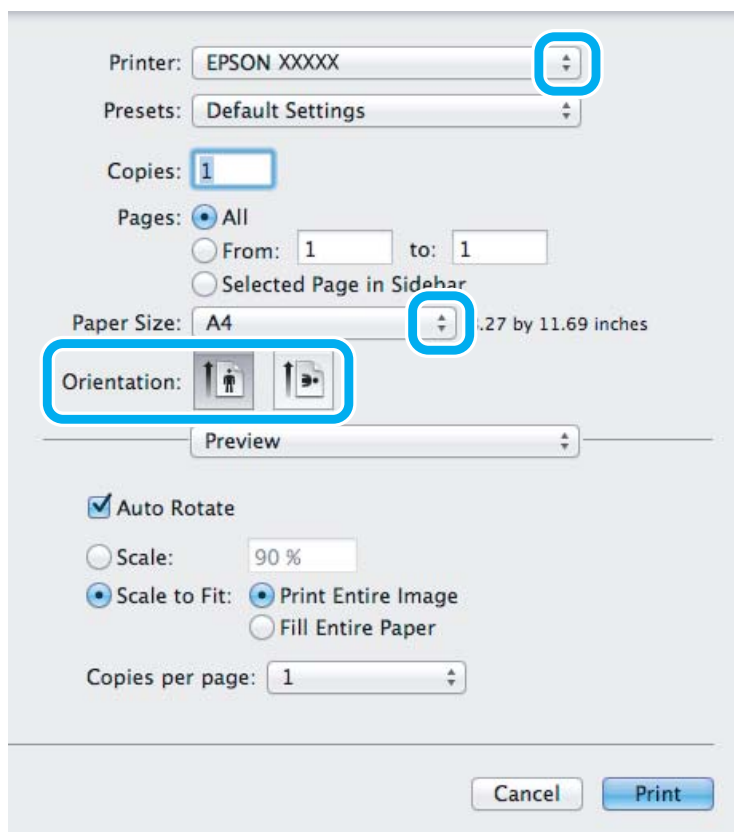 Printer: EPSON XXXXX
Presets: Default Settings
Copies: 1
Pages: All
From: 1 to: 1
Selected Page in Sidebar
Paper Size: A4 .27 by 11.69 inches
Orientation:
Preview
Auto Rotate
Scale: 90 %
Scale to Fit: Print Entire Image
Fill Entire Paper
Copies per page: 1
Cancel Print